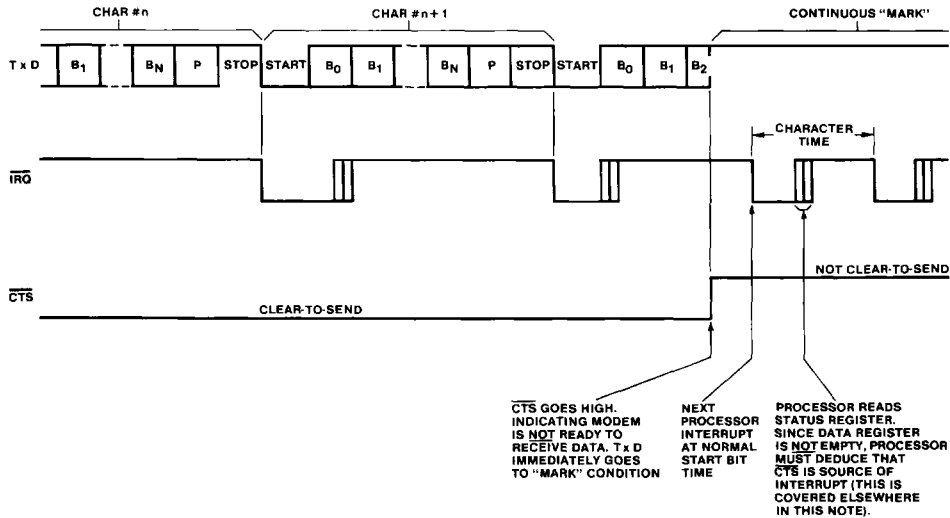 CHAR #n
CHAR #n+1
CONTINUOUS "MARK"
TxD
B1
BN
P
STOP
START
B0
B1
BN
P
STOP
START
B0
B1
B2
CHARACTER
TIME
IRQ
NOT CLEAR-TO-SEND
CTS
CLEAR-TO-SEND
CTS GOES HIGH.
INDICATING MODEM
IS NOT READY TO
RECEIVE DATA. TxD
IMMEDIATELY GOES
TO "MARK" CONDITION
NEXT
PROCESSOR
INTERRUPT
AT NORMAL
START BIT
TIME
PROCESSOR READS
STATUS REGISTER.
SINCE DATA REGISTER
IS NOT EMPTY, PROCESSOR
MUST DEDUCE THAT
CTS IS SOURCE OF
INTERRUPT (THIS IS
COVERED ELSEWHERE
IN THIS NOTE).